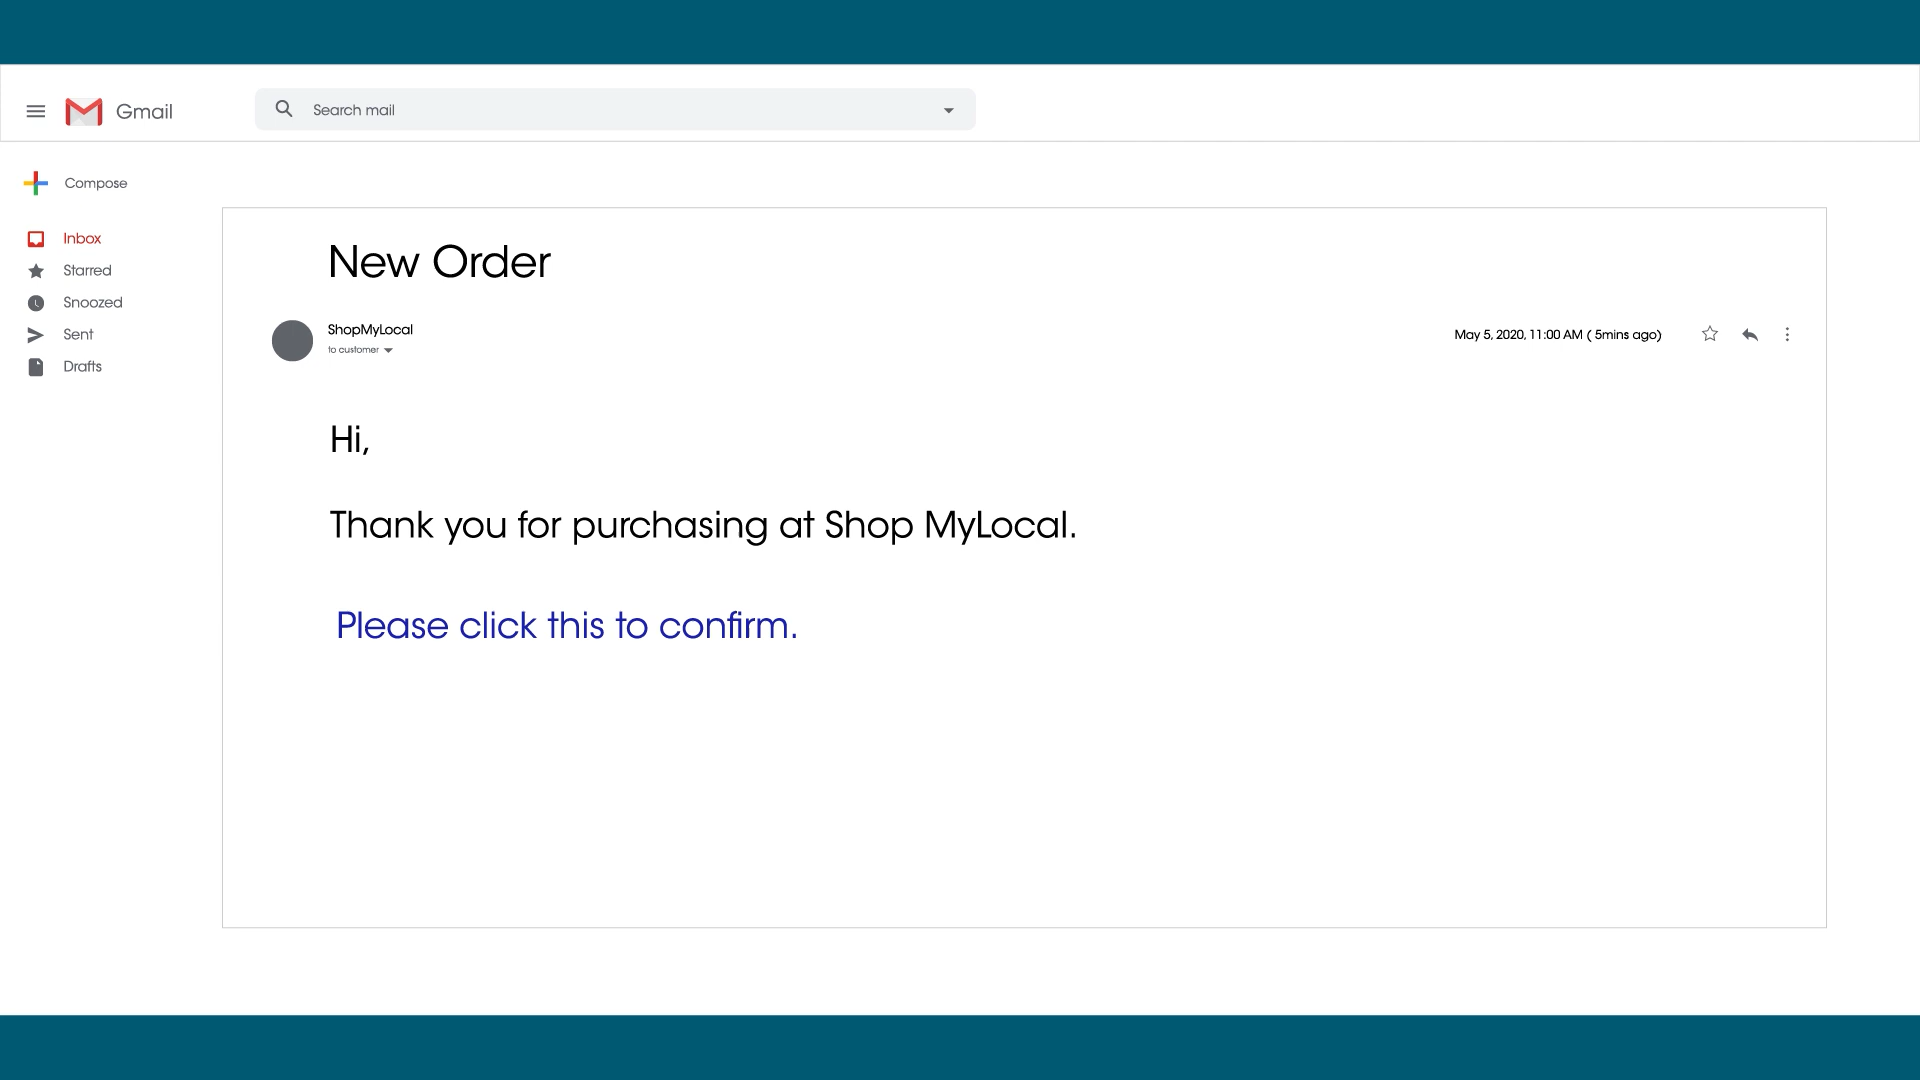 Gmail
Search mail
Compose
Inbox
Starred
Snoozed
Sent
Drafts
New Order
ShopMyLocal
to customer
May 5, 2020, 11:00 AM ( 5mins ago)
Hi,
Thank you for purchasing at Shop MyLocal.
Please click this to confirm.